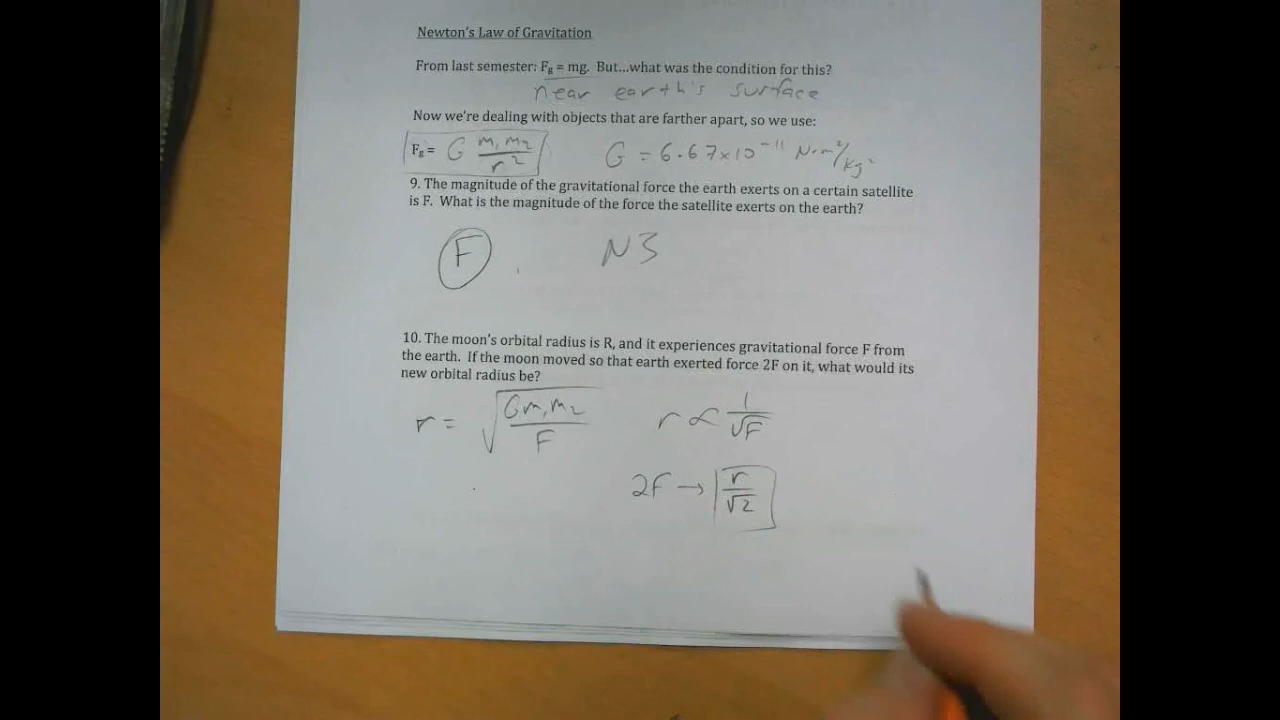 Newton's Law of Gravitation
From last semester: Fg = mg. But...what was the condition for this?
near earth's surface
Now we're dealing with objects that are farther apart, so we use:
Fg = G m₁m₂/r² G = 6.67×10⁻¹¹ N·m²/kg²
9. The magnitude of the gravitational force the earth exerts on a certain satellite
is F. What is the magnitude of the force the satellite exerts on the earth?
F N3
10. The moon's orbital radius is R, and it experiences gravitational force F from
the earth. If the moon moved so that earth exerted force 2F on it, what would its
new orbital radius be?
r = √(Gm₁m₂/F) r ∝ 1/√F
2F → r/√2